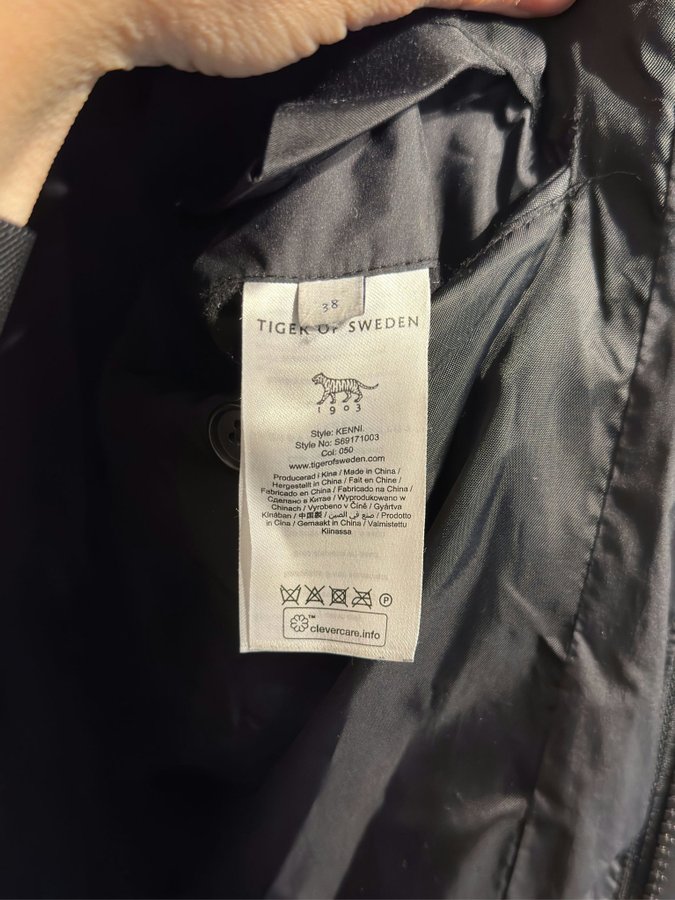 38
TIGER OF SWEDEN
1903
Style: KENNI
Style No: S69171003
Col: 050
www.tigerofsweden.com
Producerad i Kina / Made in China /
Hergestellt in China / Fait en Chine /
Fabricado en China / Fabricado na China /
Сделано в Китае / Wyprodukowano w
Chinach / Vyrobeno v Číně / Gyártva
Kínában / 中国製 / صنع في الصين / Prodotto
in Cina / Gemaakt in China / Valmistettu
Kiinassa
P
™
clevercare.info